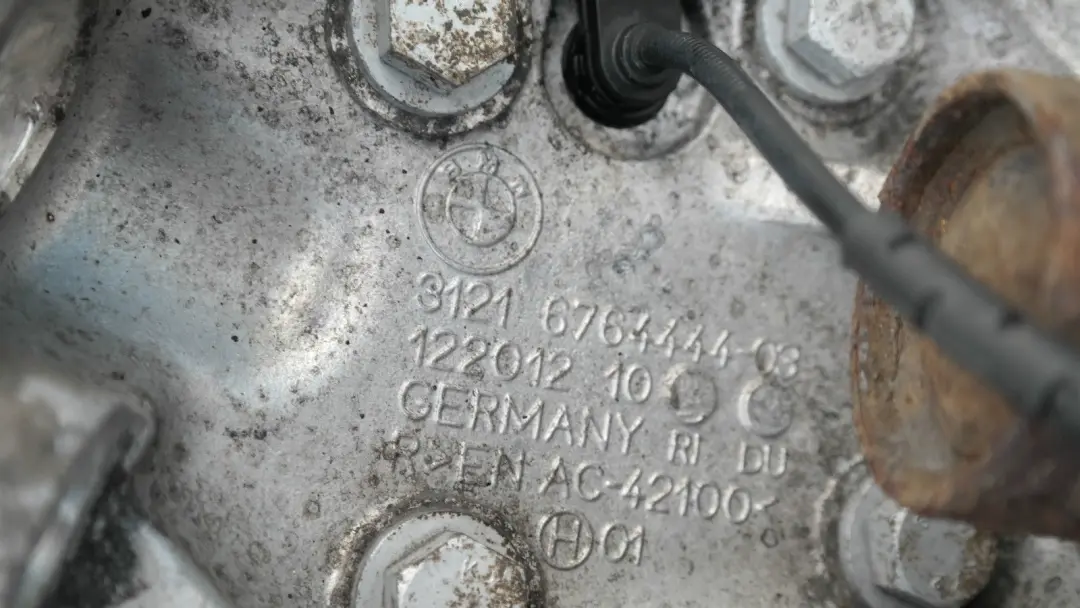 BMW
3121 6764444-03
122012 10
GERMANY RI DU
R >EN AC-42100<
H 01